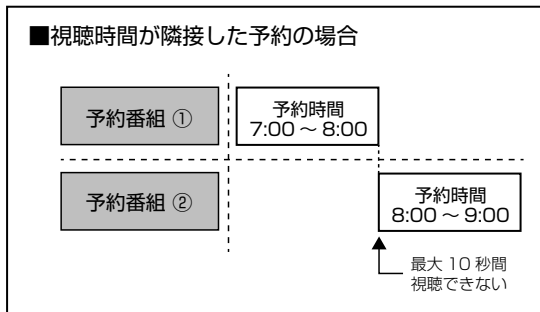 ■視聴時間が隣接した予約の場合
予約番組 ①
予約時間
7:00 ～ 8:00
予約番組 ②
予約時間
8:00 ～ 9:00
最大 10 秒間
視聴できない